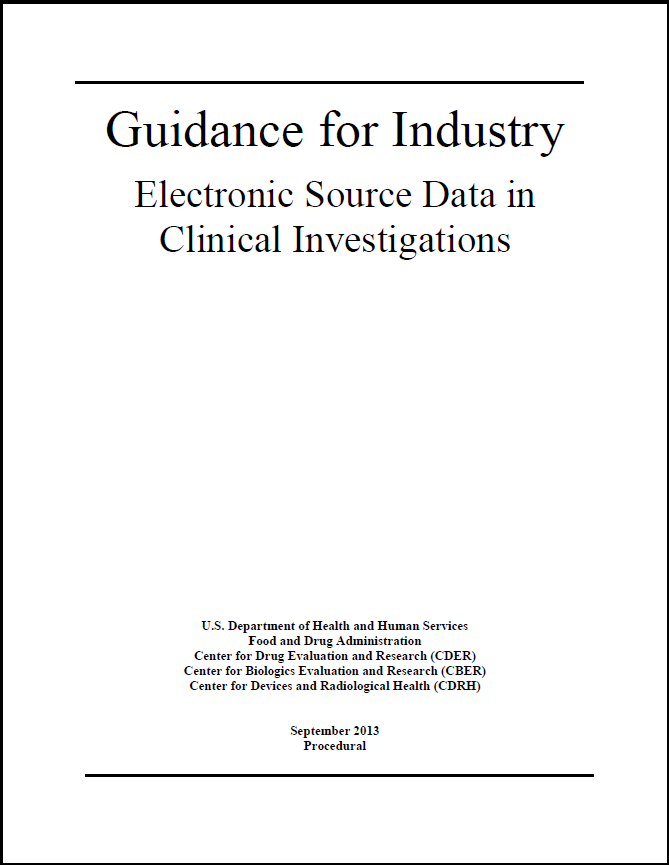 Guidance for Industry
Electronic Source Data in
Clinical Investigations
U.S. Department of Health and Human Services
Food and Drug Administration
Center for Drug Evaluation and Research (CDER)
Center for Biologics Evaluation and Research (CBER)
Center for Devices and Radiological Health (CDRH)
September 2013
Procedural